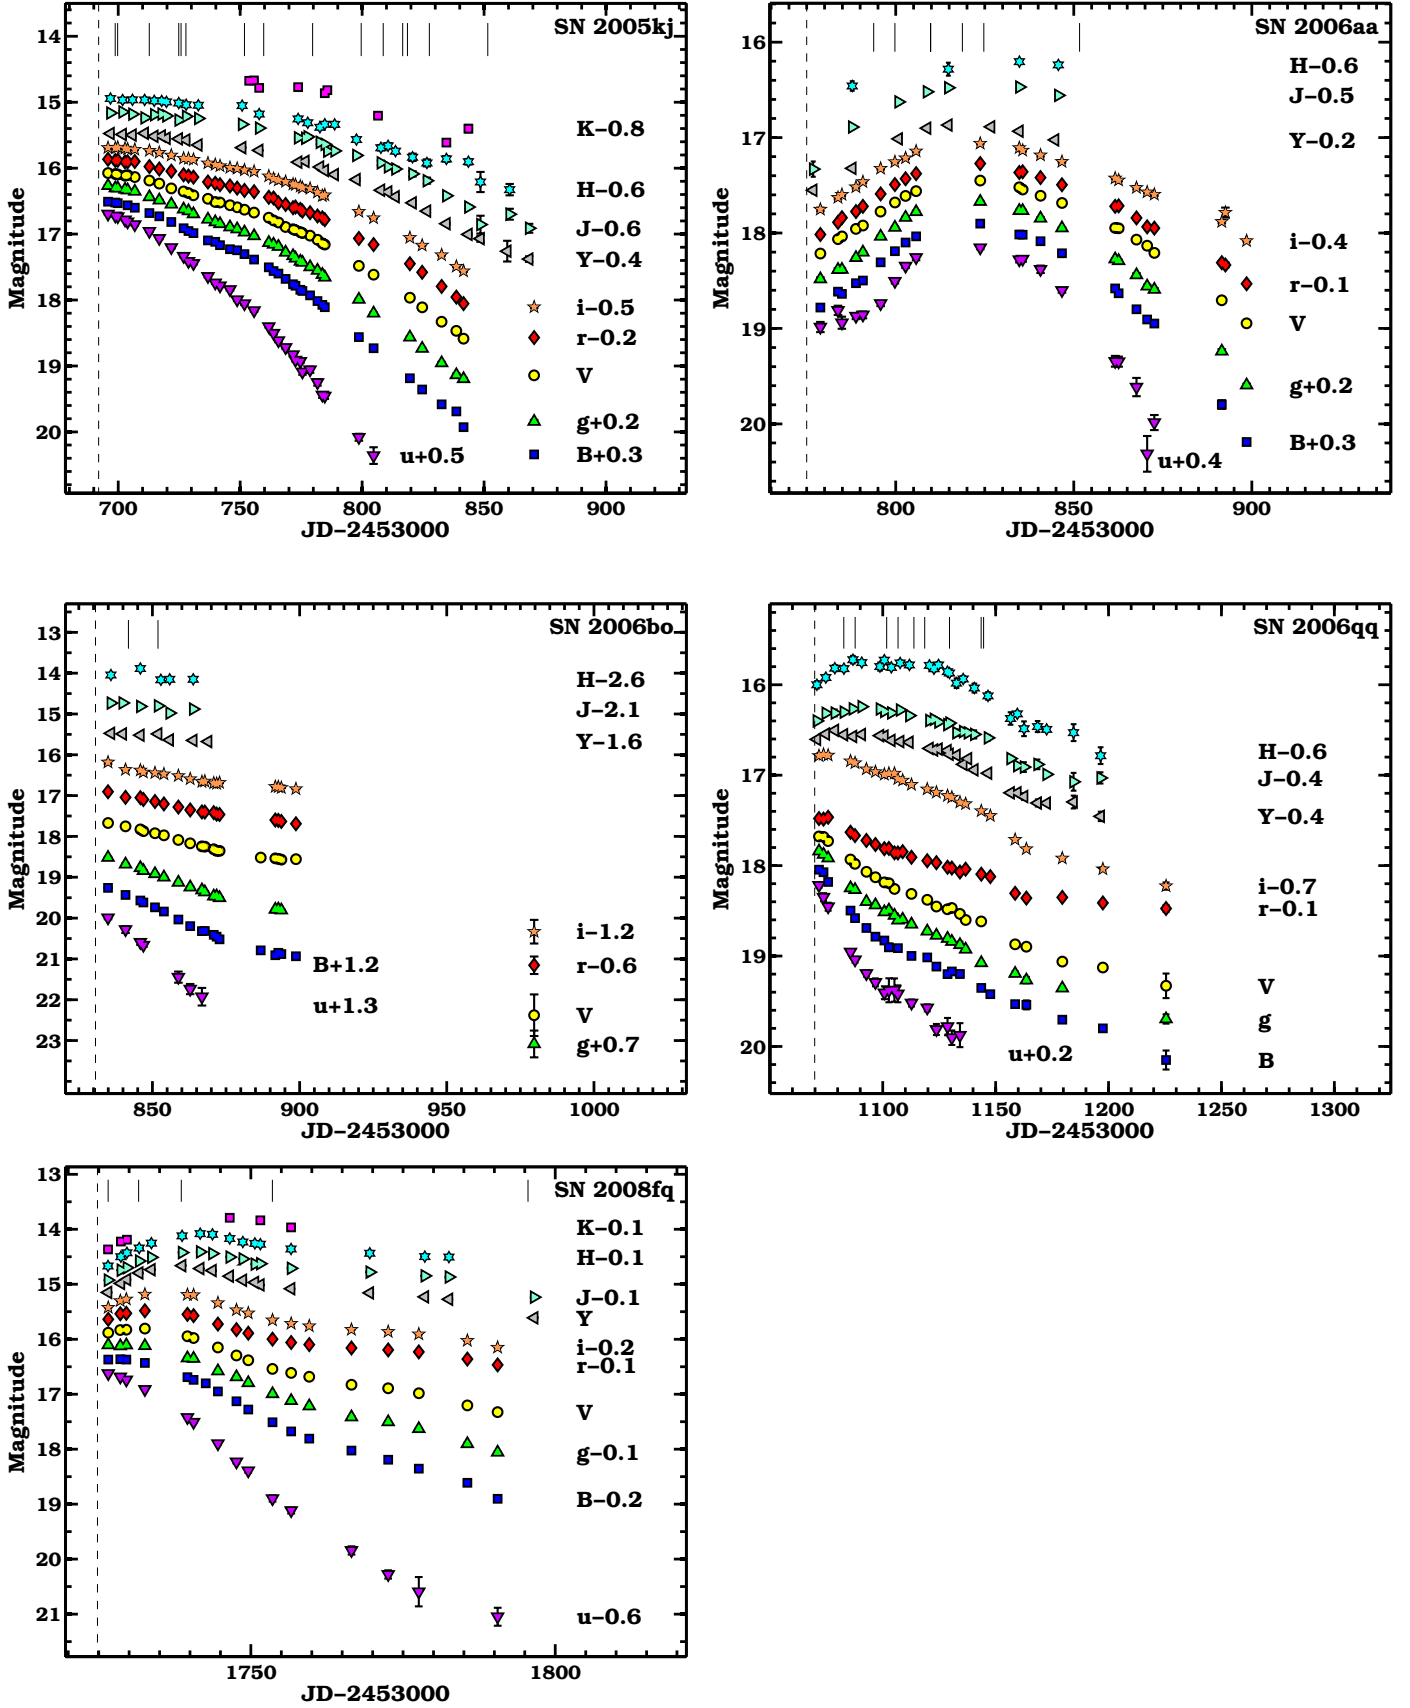 SN 2005kj
14
15
16
17
18
19
20
Magnitude
K−0.8
H−0.6
J−0.6
Y−0.4
i−0.5
r−0.2
V
g+0.2
B+0.3
u+0.5
700 750 800 850 900
JD−2453000
SN 2006aa
16
17
18
19
20
Magnitude
H−0.6
J−0.5
Y−0.2
i−0.4
r−0.1
V
g+0.2
B+0.3
u+0.4
800 850 900
JD−2453000
SN 2006bo
13
14
15
16
17
18
19
20
21
22
23
Magnitude
H−2.6
J−2.1
Y−1.6
i−1.2
r−0.6
V
g+0.7
B+1.2
u+1.3
850 900 950 1000
JD−2453000
SN 2006qq
16
17
18
19
20
Magnitude
H−0.6
J−0.4
Y−0.4
i−0.7
r−0.1
V
g
B
u+0.2
1100 1150 1200 1250 1300
JD−2453000
SN 2008fq
13
14
15
16
17
18
19
20
21
Magnitude
K−0.1
H−0.1
J−0.1
Y
i−0.2
r−0.1
V
g−0.1
B−0.2
u−0.6
1750 1800
JD−2453000